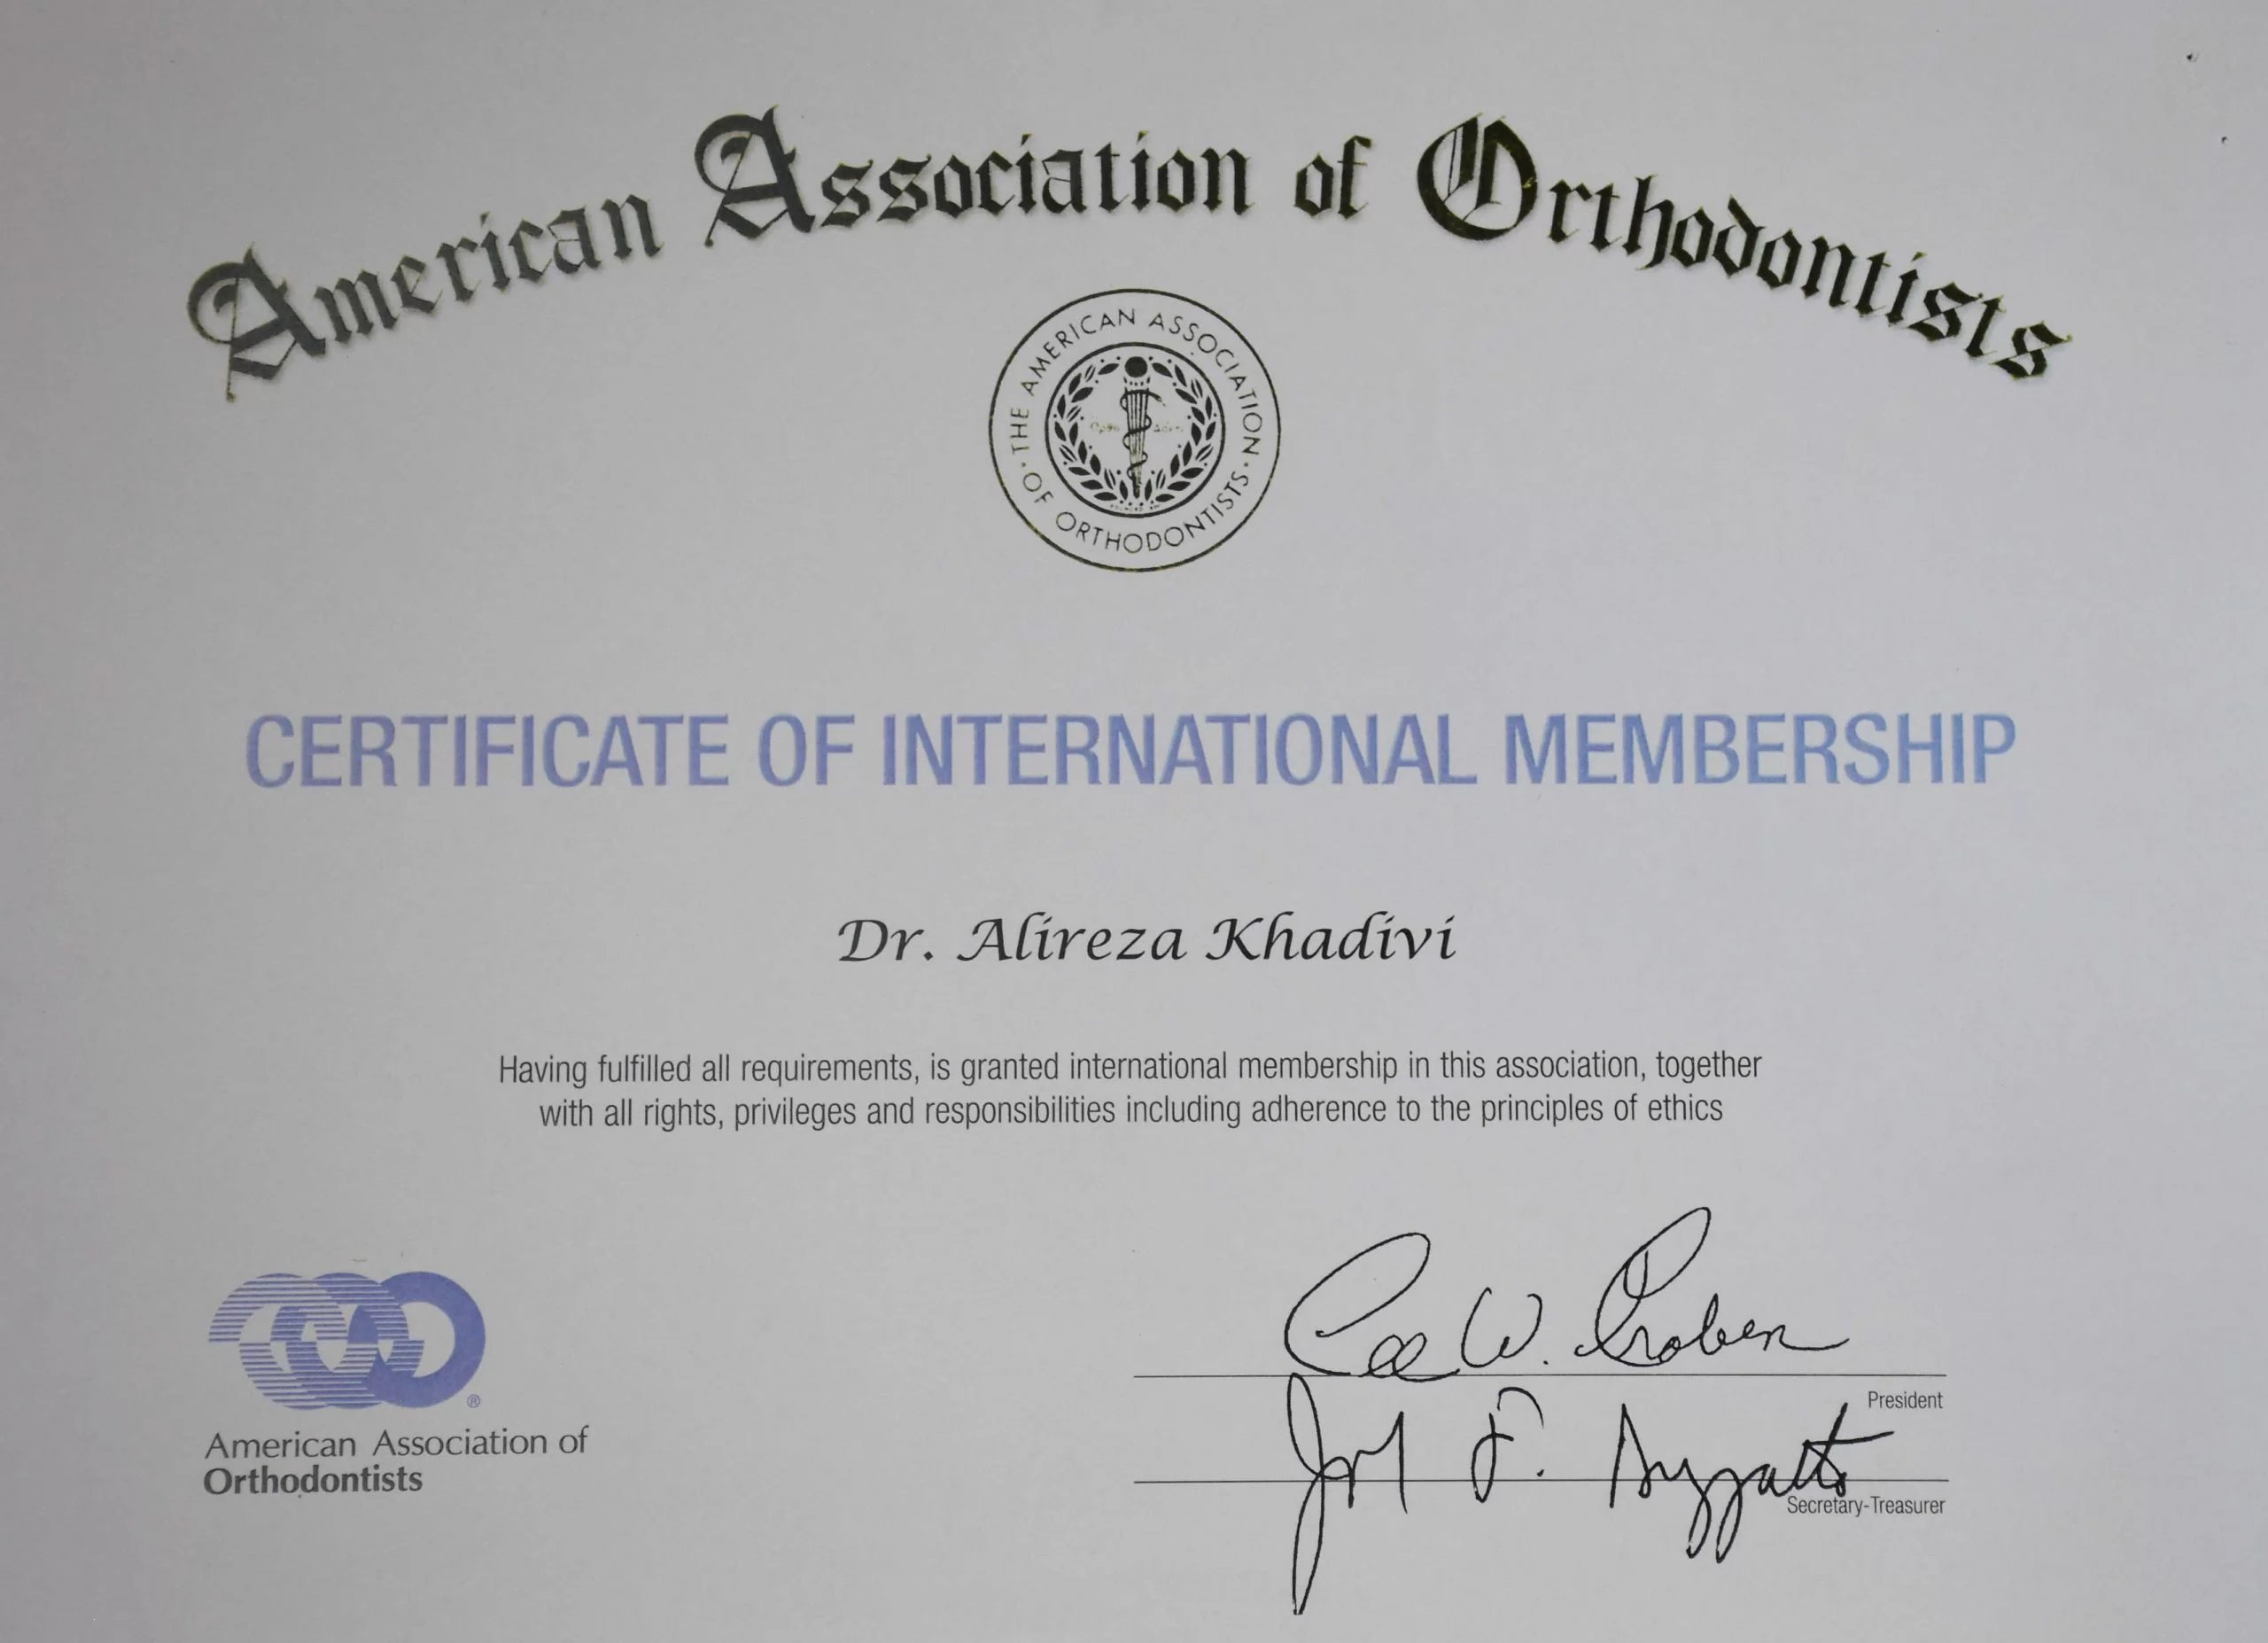 American Association of Orthodontists
THE AMERICAN ASSOCIATION
OF ORTHODONTISTS
CERTIFICATE OF INTERNATIONAL MEMBERSHIP
Dr. Alireza Khadivi
Having fulfilled all requirements, is granted international membership in this association, together
with all rights, privileges and responsibilities including adherence to the principles of ethics
Lee W. Graber
President
®
American Association of
Orthodontists
Secretary-Treasurer